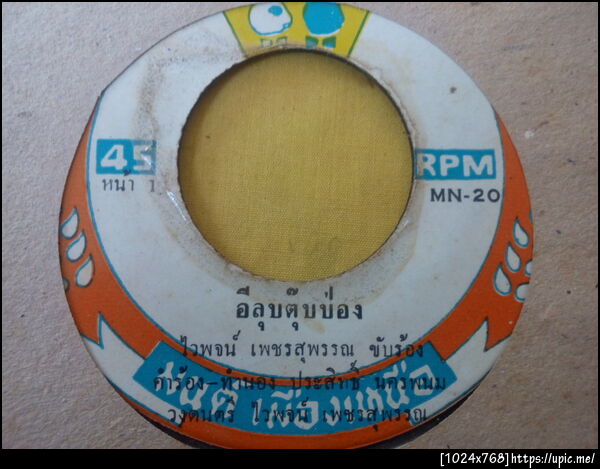 45 RPM
หน้า 1 MN-20
อีลุบตุ๊บป่อง
ไวพจน์ เพชรสุพรรณ ขับร้อง
คำร้อง-ทำนอง ประสิทธิ์ นครพนม
วงดนตรี ไวพจน์ เพชรสุพรรณ
[1024x768]https://upic.me/